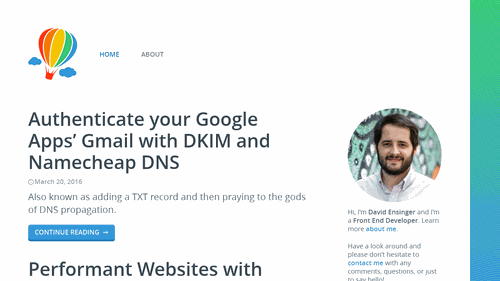 HOME ABOUT
Authenticate your Google
Apps’ Gmail with DKIM and
Namecheap DNS
March 20, 2016
Also known as adding a TXT record and then praying to the gods
of DNS propagation.
CONTINUE READING →
Performant Websites with
Hi, I'm David Ensinger and I'm
a Front End Developer. Learn
more about me.
Have a look around and
please don't hesitate to
contact me with any
comments, questions, or just
to say hello!